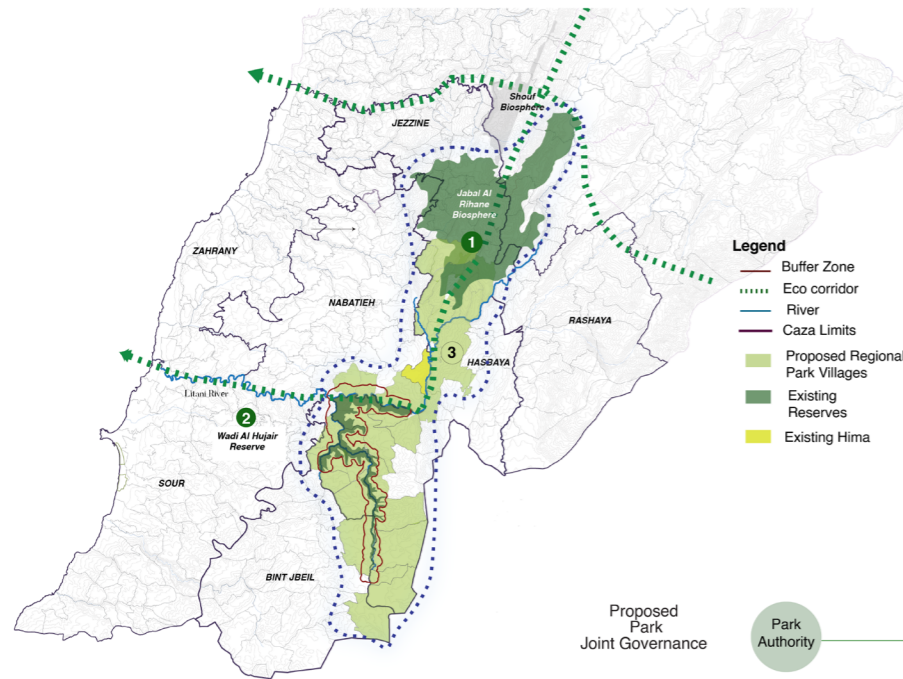 Shouf
Biosphere
JEZZINE
Jabal Al
Rihane
Biosphere
1
ZAHRANY
NABATIEH
RASHAYA
3
HASBAYA
Litani River
2
Wadi Al Hujair
Reserve
SOUR
BINT JBEIL
Legend
Buffer Zone
Eco corridor
River
Caza Limits
Proposed Regional
Park Villages
Existing
Reserves
Existing Hima
Proposed
Park
Joint Governance
Park
Authority